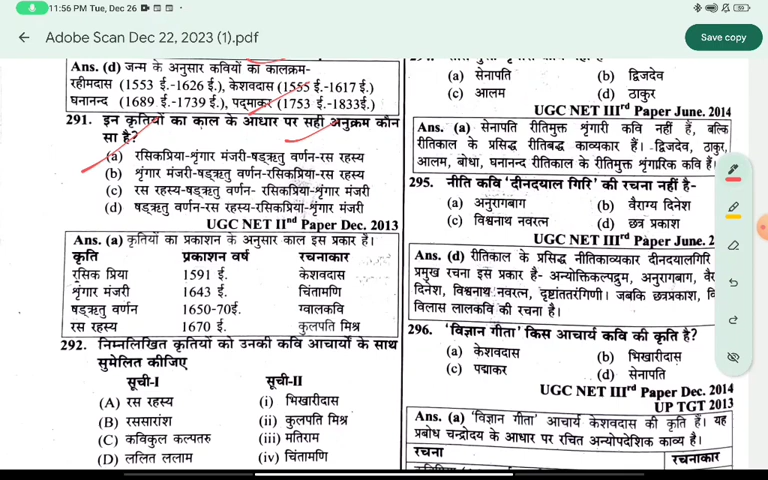 11:56 PM Tue, Dec 26
50
Adobe Scan Dec 22, 2023 (1).pdf
Save copy
Ans. (d) जन्म के अनुसार कवियों का कालक्रम-
रहीमदास (1553 ई.-1626 ई.), केशवदास (1555 ई.-1617 ई.)
घनानन्द (1689 ई.-1739 ई.), पद्माकर (1753 ई.-1833ई.)
291. इन कृतियों का काल के आधार पर सही अनुक्रम कौन
सा है?
(a) रसिकप्रिया-शृंगार मंजरी-षड्ऋतु वर्णन-रस रहस्य
(b) शृंगार मंजरी-षड्ऋतु वर्णन-रसिकप्रिया-रस रहस्य
(c) रस रहस्य-षड्ऋतु वर्णन- रसिकप्रिया-शृंगार मंजरी
(d) षड्ऋतु वर्णन-रस रहस्य-रसिकप्रिया-शृंगार मंजरी
UGC NET IInd Paper Dec. 2013
Ans. (a) कृतियों का प्रकाशन के अनुसार काल इस प्रकार है।
कृति प्रकाशन वर्ष रचनाकार
रसिक प्रिया 1591 ई. केशवदास
शृंगार मंजरी 1643 ई. चिंतामणि
षड्ऋतु वर्णन 1650-70ई. ग्वालकवि
रस रहस्य 1670 ई. कुलपति मिश्र
292. निम्नलिखित कृतियों को उनकी कवि आचार्यों के साथ
सुमेलित कीजिए
सूची-I सूची-II
(A) रस रहस्य (i) भिखारीदास
(B) रससारांश (ii) कुलपति मिश्र
(C) कविकुल कल्पतरु (iii) मतिराम
(D) ललित ललाम (iv) चिंतामणि
(a) सेनापति (b) द्विजदेव
(c) आलम (d) ठाकुर
UGC NET IIIrd Paper June. 2014
Ans. (a) सेनापति रीतिमुक्त शृंगारी कवि नहीं हैं, बल्कि
रीतिकाल के प्रसिद्ध रीतिबद्ध काव्यकार हैं। द्विजदेव, ठाकुर,
आलम, बोधा, घनानन्द रीतिकाल के रीतिमुक्त शृंगारिक कवि हैं।
295. नीति कवि 'दीनदयाल गिरि' की रचना नहीं है-
(a) अनुरागबाग (b) वैराग्य दिनेश
(c) विश्वनाथ नवरत्न (d) छत्र प्रकाश
UGC NET IIIrd Paper June. 2
Ans. (d) रीतिकाल के प्रसिद्ध नीतिकाव्यकार दीनदयालगिरि
प्रमुख रचना इस प्रकार है- अन्योक्तिकल्पद्रुम, अनुरागबाग, वैर
दिनेश, विश्वनाथ नवरत्न, दृष्टांततरंगिणी। जबकि छत्रप्रकाश, वि
विलास लालकवि की रचना है।
296. 'विज्ञान गीता' किस आचार्य कवि की कृति है?
(a) केशवदास (b) भिखारीदास
(c) पद्माकर (d) सेनापति
UGC NET IIIrd Paper Dec. 2014
UP TGT 2013
Ans. (a) 'विज्ञान गीता' आचार्य केशवदास की कृति है। यह
प्रबोध चन्द्रोदय के आधार पर रचित अन्योपदेशिक काव्य है।
रचना रचनाकार